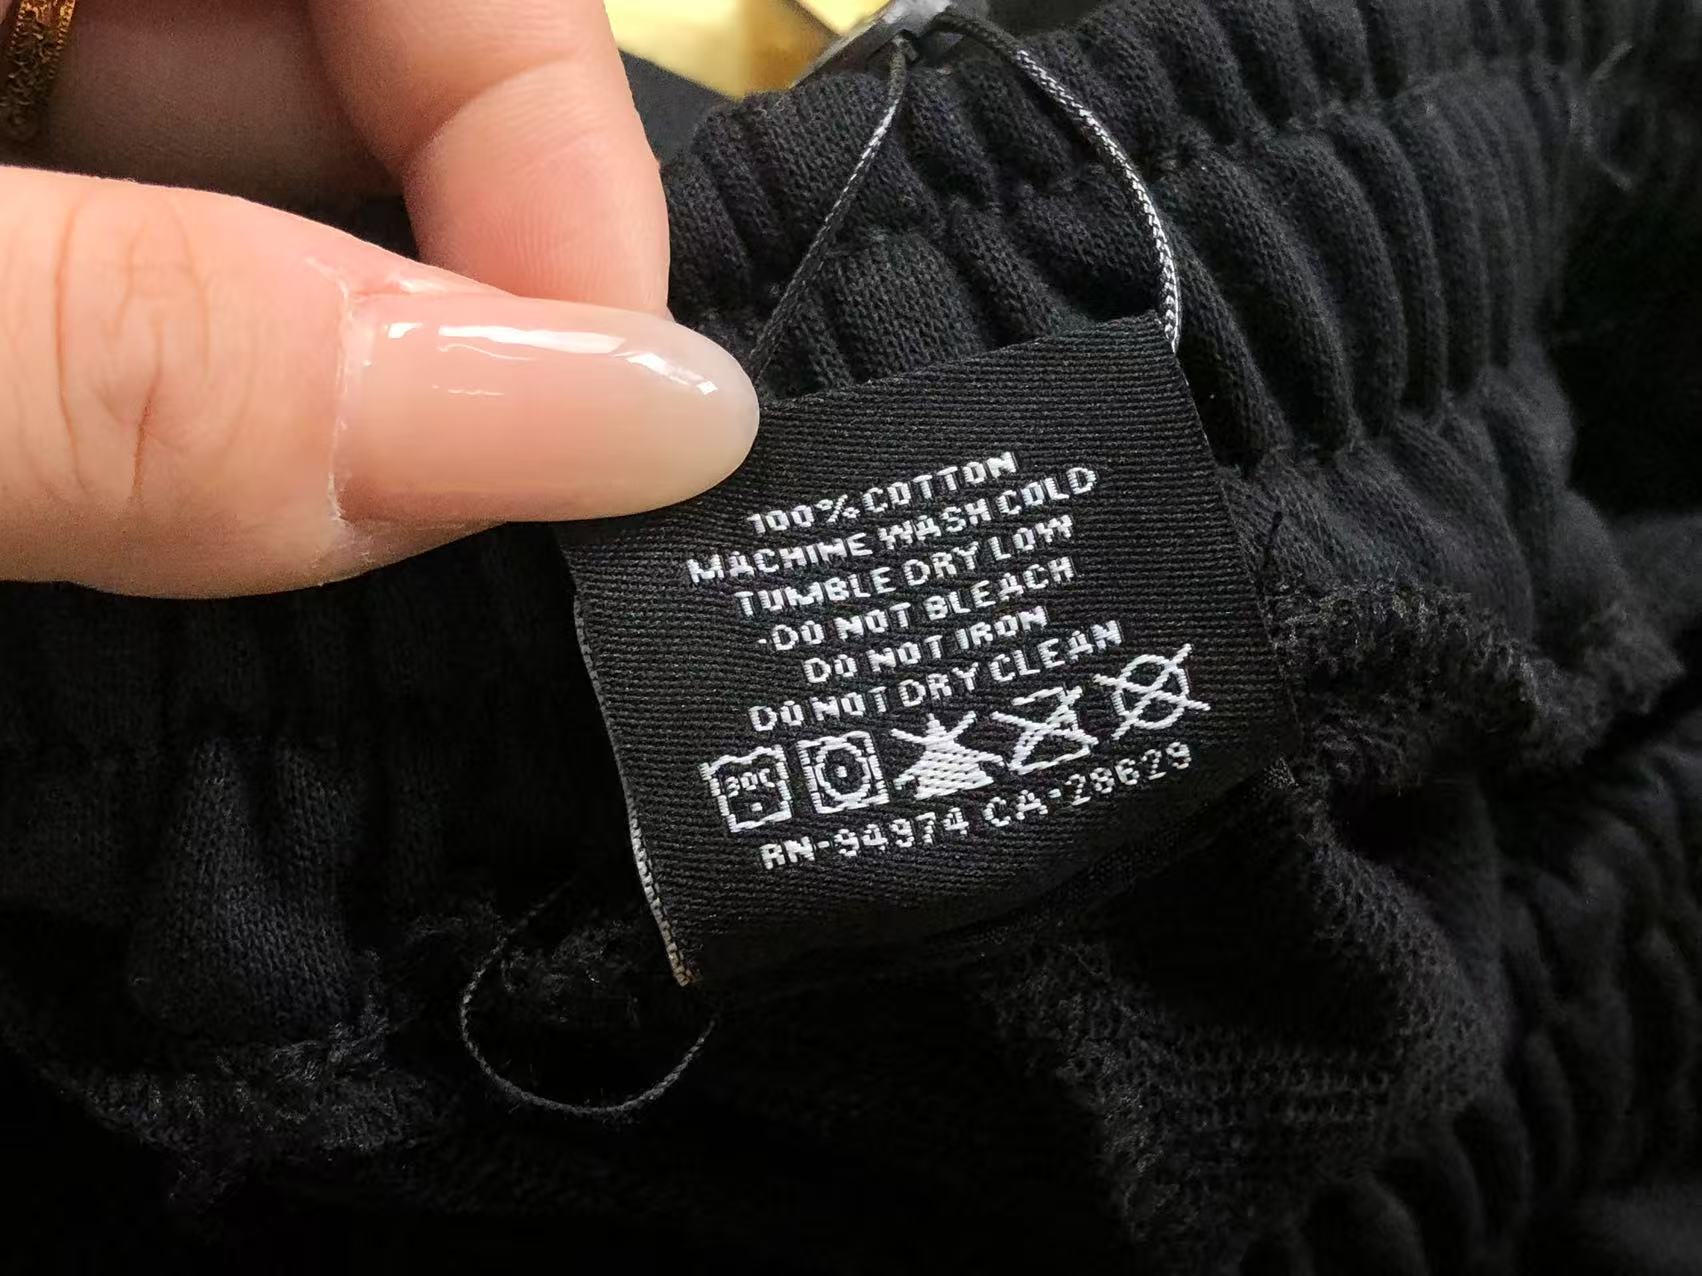 100% COTTON
MACHINE WASH COLD
TUMBLE DRY LOW
DO NOT BLEACH
DO NOT IRON
DO NOT DRY CLEAN
30C
RN-94974 CA-28629